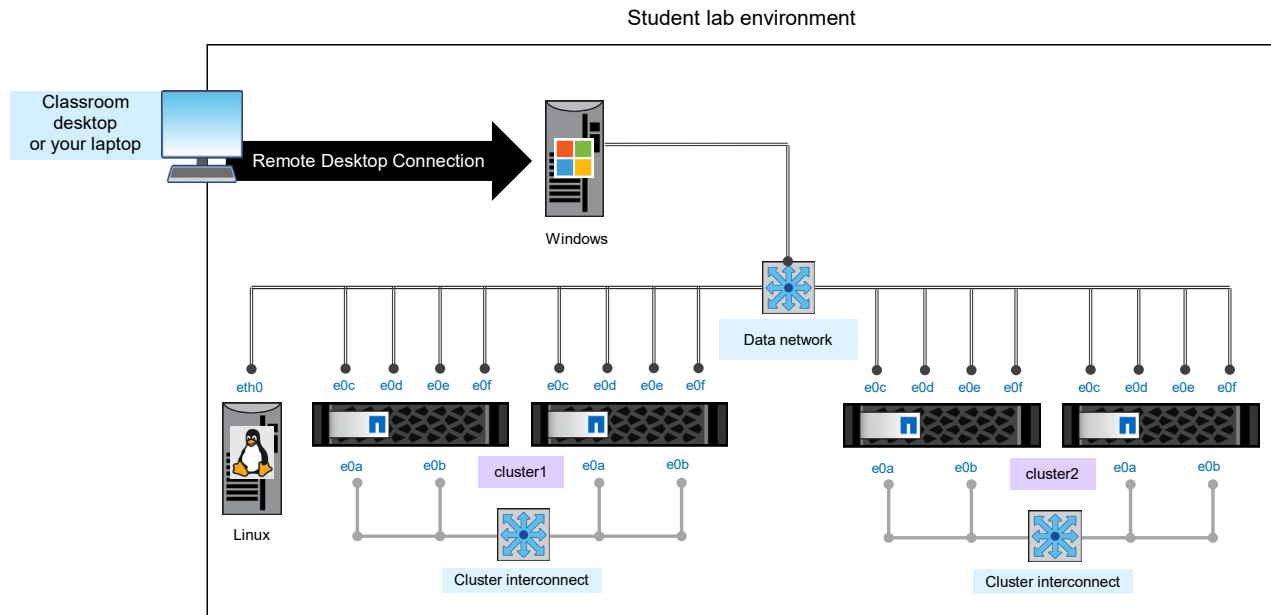 Student lab environment
Classroom
desktop
or your laptop
Remote Desktop Connection
Windows
Data network
eth0
e0c e0d e0e e0f
e0c e0d e0e e0f
e0c e0d e0e e0f
e0c e0d e0e e0f
e0a e0b
cluster1
e0a e0b
e0a e0b
cluster2
e0a e0b
Linux
Cluster interconnect
Cluster interconnect